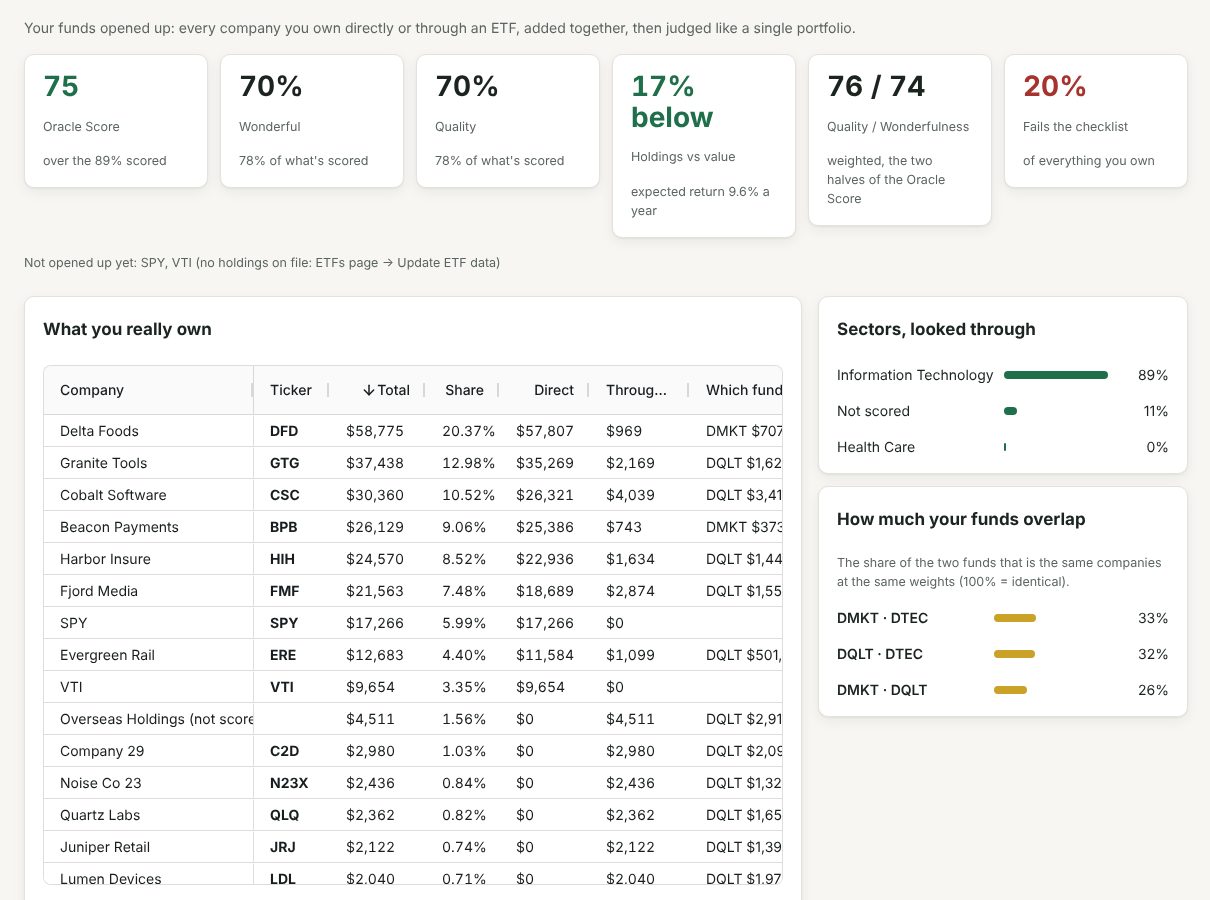 Your funds opened up: every company you own directly or through an ETF, added together, then judged like a single portfolio.
75
Oracle Score
over the 89% scored
70%
Wonderful
78% of what's scored
70%
Quality
78% of what's scored
17%
below
Holdings vs value
expected return 9.6% a
year
76 / 74
Quality / Wonderfulness
weighted, the two
halves of the Oracle
Score
20%
Fails the checklist
of everything you own
Not opened up yet: SPY, VTI (no holdings on file: ETFs page → Update ETF data)
What you really own
Company Ticker ↓ Total Share Direct Throug... Which fund
Delta Foods DFD $58,775 20.37% $57,807 $969 DMKT $707
Granite Tools GTG $37,438 12.98% $35,269 $2,169 DQLT $1,62
Cobalt Software CSC $30,360 10.52% $26,321 $4,039 DQLT $3,41
Beacon Payments BPB $26,129 9.06% $25,386 $743 DMKT $373
Harbor Insure HIH $24,570 8.52% $22,936 $1,634 DQLT $1,44
Fjord Media FMF $21,563 7.48% $18,689 $2,874 DQLT $1,55
SPY SPY $17,266 5.99% $17,266 $0
Evergreen Rail ERE $12,683 4.40% $11,584 $1,099 DQLT $501,
VTI VTI $9,654 3.35% $9,654 $0
Overseas Holdings (not score $4,511 1.56% $0 $4,511 DQLT $2,91
Company 29 C2D $2,980 1.03% $0 $2,980 DQLT $2,09
Noise Co 23 N23X $2,436 0.84% $0 $2,436 DQLT $1,32
Quartz Labs QLQ $2,362 0.82% $0 $2,362 DQLT $1,65
Juniper Retail JRJ $2,122 0.74% $0 $2,122 DQLT $1,39
Lumen Devices LDL $2,040 0.71% $0 $2,040 DQLT $1,97
Sectors, looked through
Information Technology 89%
Not scored 11%
Health Care 0%
How much your funds overlap
The share of the two funds that is the same companies
at the same weights (100% = identical).
DMKT · DTEC 33%
DQLT · DTEC 32%
DMKT · DQLT 26%